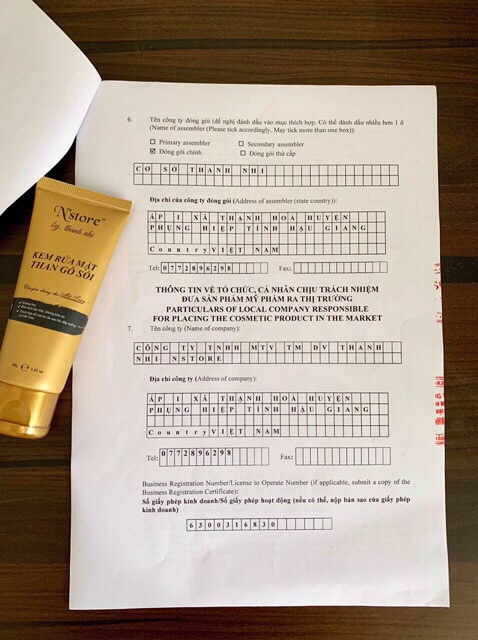 6. Tên công ty đóng gói (đề nghị đánh dấu vào mục thích hợp. Có thể đánh dấu nhiều hơn 1 ô
(Name of assembler (Please tick accordingly. May tick more than one box)):
Primary assembler Secondary assembler
Đóng gói chính Đóng gói thứ cấp
CƠ SỞ THANH NHI
Địa chỉ của công ty đóng gói (Address of assembler (state country)):
ẤP 1 XÃ THẠNH HOÀ HUYỆN
PHỤNG HIỆP TỈNH HẬU GIANG
Country VIỆT NAM
Tel: 0772896298 Fax:
THÔNG TIN VỀ TỔ CHỨC, CÁ NHÂN CHỊU TRÁCH NHIỆM
ĐƯA SẢN PHẨM MỸ PHẨM RA THỊ TRƯỜNG
PARTICULARS OF LOCAL COMPANY RESPONSIBLE
FOR PLACING THE COSMETIC PRODUCT IN THE MARKET
7. Tên công ty (Name of company):
CÔNG TY TNHH MTV TM DV THANH
NHI NSTORE
Địa chỉ công ty (Address of company):
ẤP 1 XÃ THẠNH HOÀ HUYỆN
PHỤNG HIỆP TỈNH HẬU GIANG
Country VIỆT NAM
Tel: 0772896298 Fax:
Business Registration Number/License to Operate Number (if applicable, submit a copy of the
Business Registration Certificate):
Số giấy phép kinh doanh/Số giấy phép hoạt động (nếu có thể, nộp bản sao của giấy phép
kinh doanh)
6300316830
N'store®
by. thanh nhi
KEM RỬA MẶT
THAN GỖ SỒI